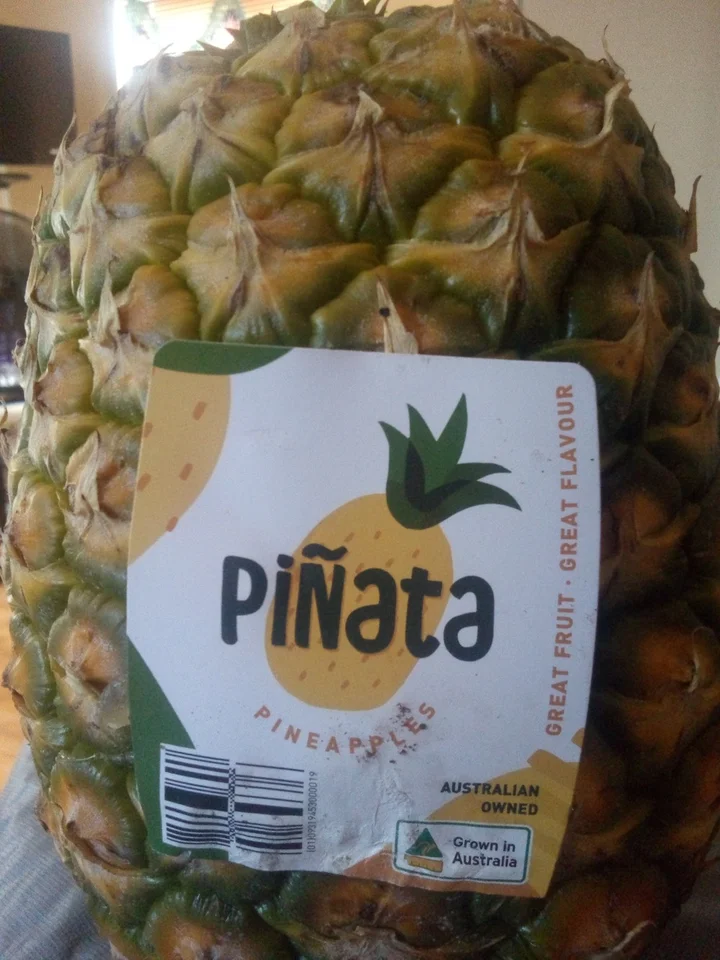 PiÑata
PINEAPPLES
GREAT FRUIT · GREAT FLAVOUR
AUSTRALIAN
OWNED
Grown in
Australia